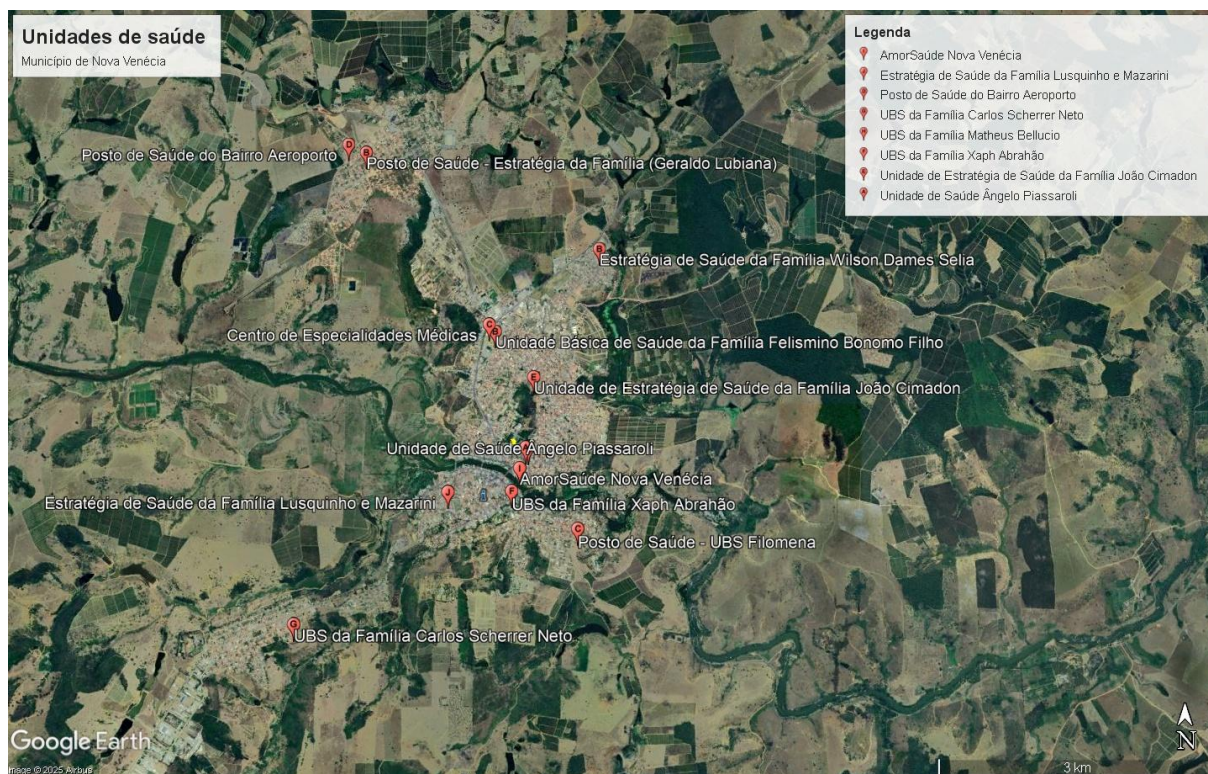 Unidades de saúde
Município de Nova Venécia
Legenda
AmorSaúde Nova Venécia
Estratégia de Saúde da Família Lusquinho e Mazarini
Posto de Saúde do Bairro Aeroporto
UBS da Família Carlos Scherrer Neto
UBS da Família Matheus Bellucio
UBS da Família Xaph Abrahão
Unidade de Estratégia de Saúde da Família João Cimadon
Unidade de Saúde Ângelo Piassaroli
D
Posto de Saúde do Bairro Aeroporto
B
Posto de Saúde - Estratégia da Família (Geraldo Lubiana)
B
Estratégia de Saúde da Família Wilson Dames Selia
C
Centro de Especialidades Médicas
B
Unidade Básica de Saúde da Família Felismino Bonomo Filho
E
Unidade de Estratégia de Saúde da Família João Cimadon
Unidade de Saúde Ângelo Piassaroli
I
AmorSaúde Nova Venécia
J
Estratégia de Saúde da Família Lusquinho e Mazarini
F
UBS da Família Xaph Abrahão
C
Posto de Saúde - UBS Filomena
G
UBS da Família Carlos Scherrer Neto
Google Earth
Image © 2025 Airbus
N
3 km